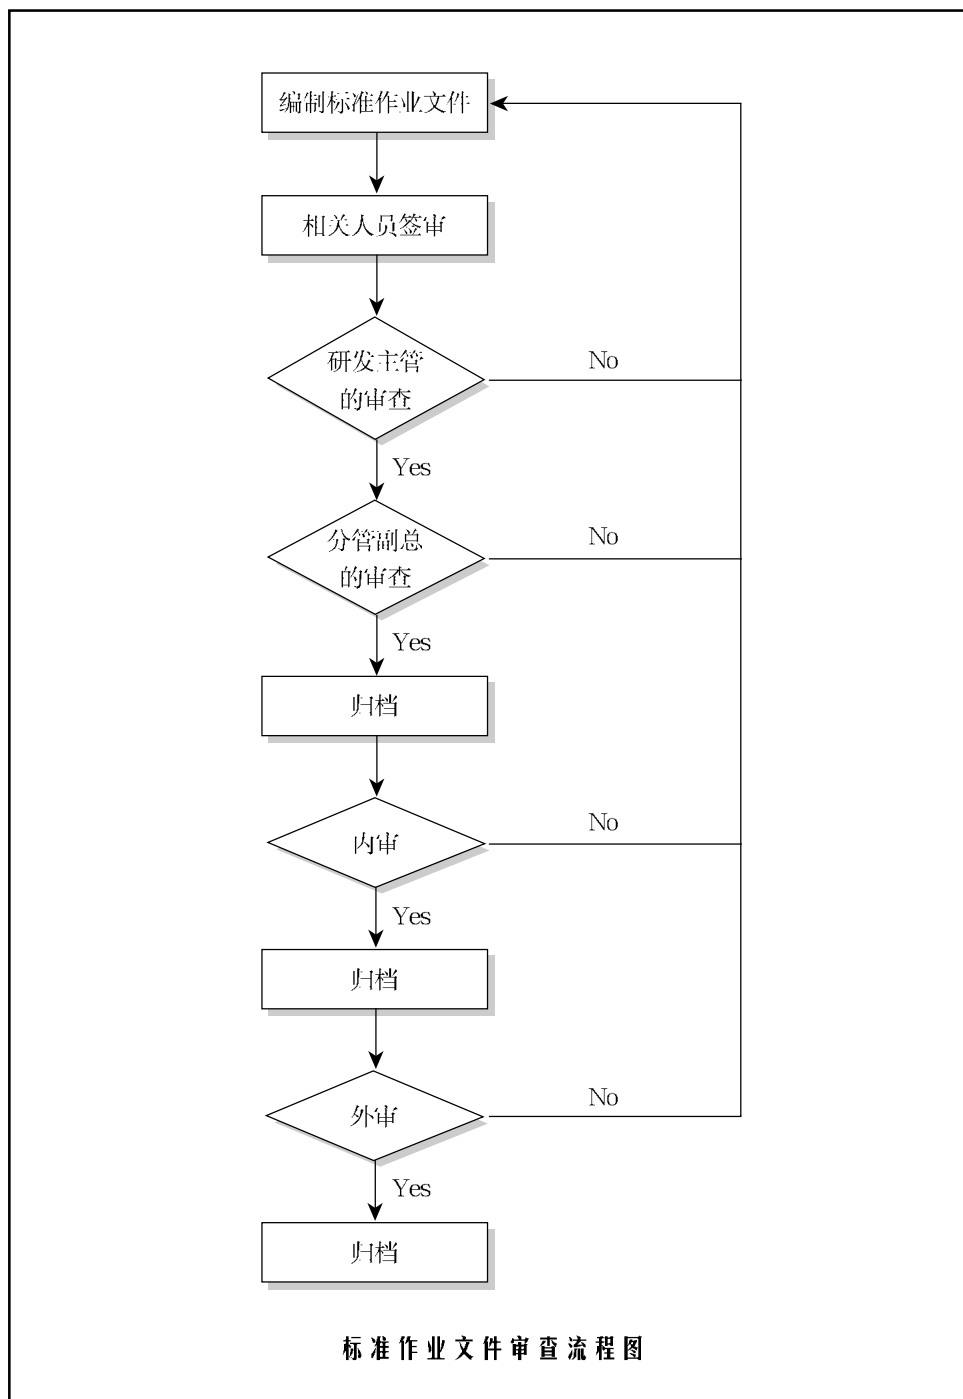 编制标准作业文件
相关人员签审
研发主管
的审查
No
Yes
分管副总
的审查
No
Yes
归档
内审
No
Yes
归档
外审
No
Yes
归档
标准作业文件审查流程图